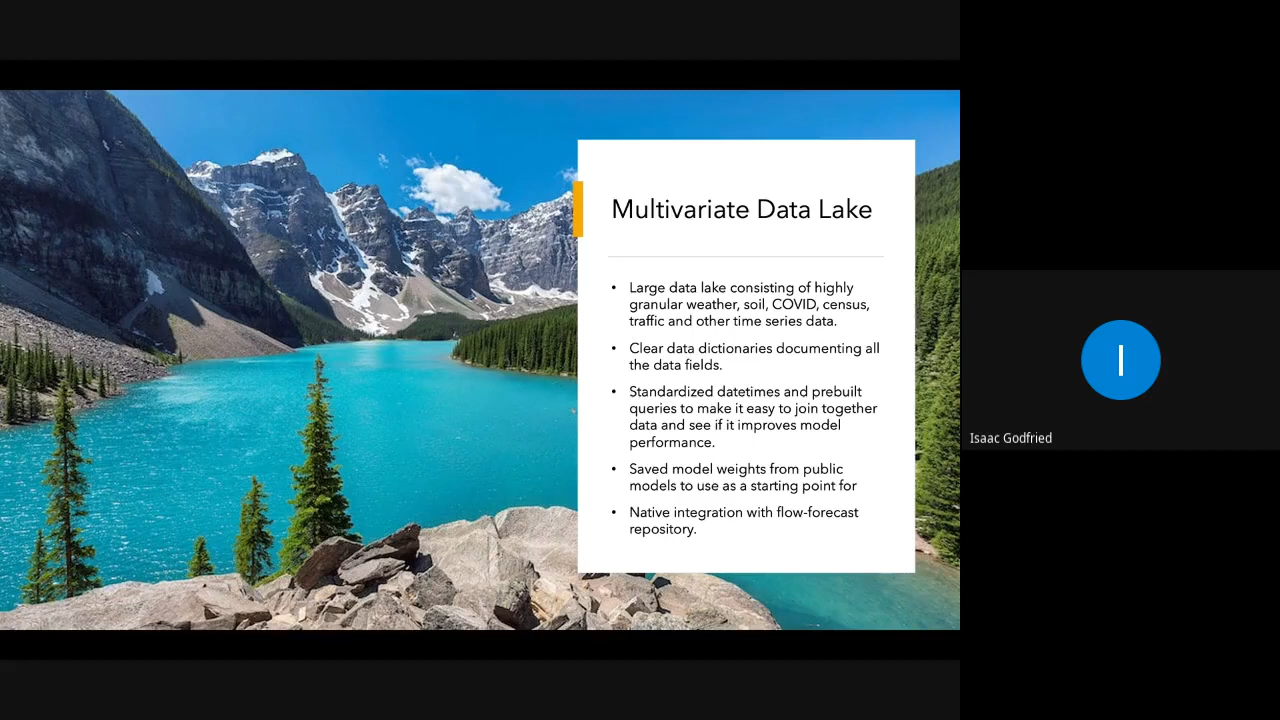 Multivariate Data Lake
• Large data lake consisting of highly
granular weather, soil, COVID, census,
traffic and other time series data.
• Clear data dictionaries documenting all
the data fields.
• Standardized datetimes and prebuilt
queries to make it easy to join together
data and see if it improves model
performance.
• Saved model weights from public
models to use as a starting point for
• Native integration with flow-forecast
repository.
I
Isaac Godfried